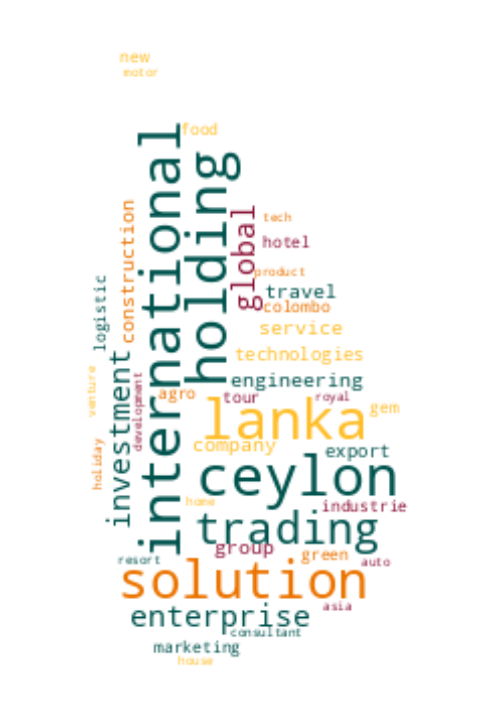 new
motor
food
international
holding
construction
global
tech
hotel
product
logistic
travel
colombo
service
technologies
investment
venture
development
engineering
agro
tour
royal
lanka
gem
holiday
company
export
ceylon
home
industrie
trading
group
green
resort
auto
solution
asia
enterprise
consultant
marketing
house